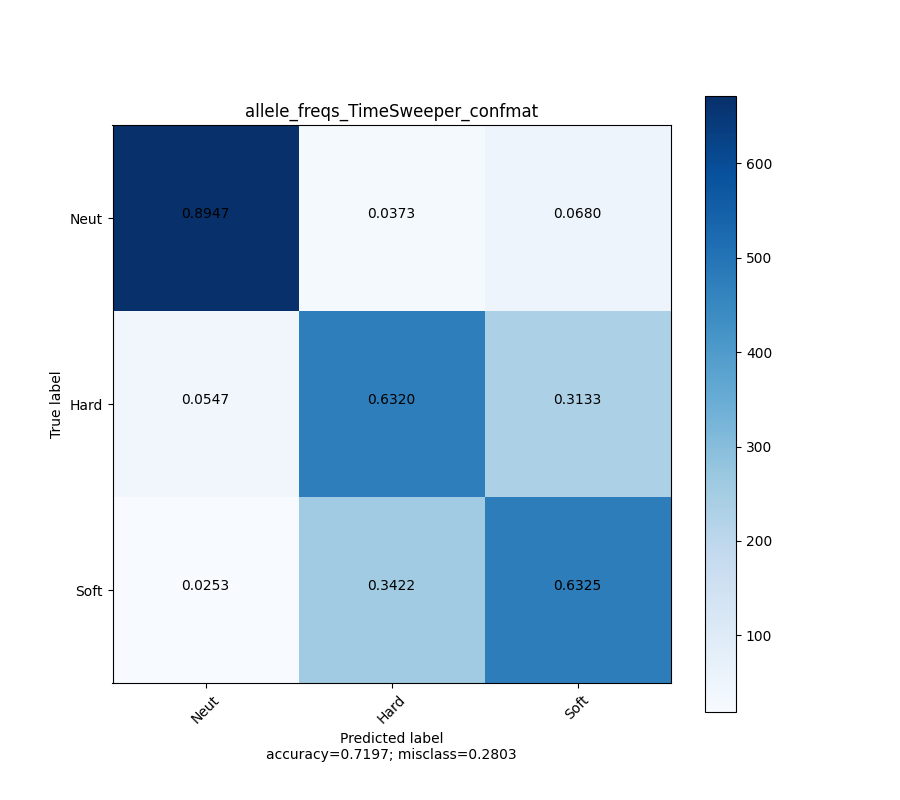 allele_freqs_TimeSweeper_confmat
600
500
400
300
200
100
True label
Neut 0.8947 0.0373 0.0680
Hard 0.0547 0.6320 0.3133
Soft 0.0253 0.3422 0.6325
Neut Hard Soft
Predicted label
accuracy=0.7197; misclass=0.2803